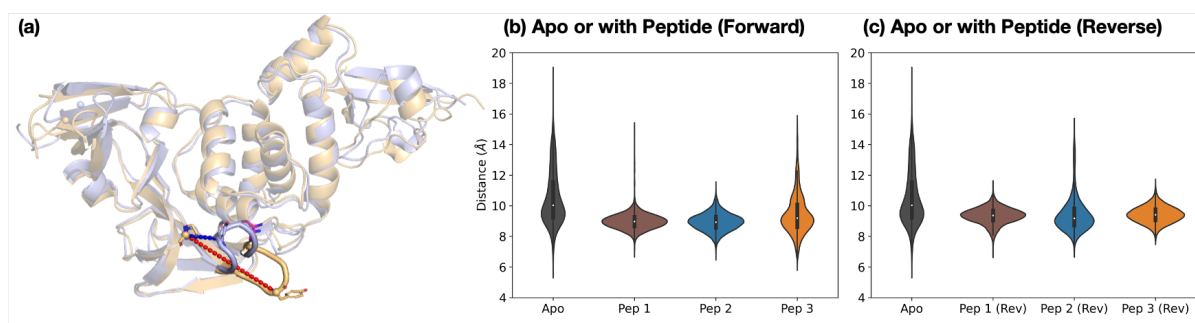 (a)
(b) Apo or with Peptide (Forward)
(c) Apo or with Peptide (Reverse)
Distance (Å)
20
18
16
14
12
10
8
6
4
Apo
Pep 1
Pep 2
Pep 3
20
18
16
14
12
10
8
6
4
Apo
Pep 1 (Rev)
Pep 2 (Rev)
Pep 3 (Rev)